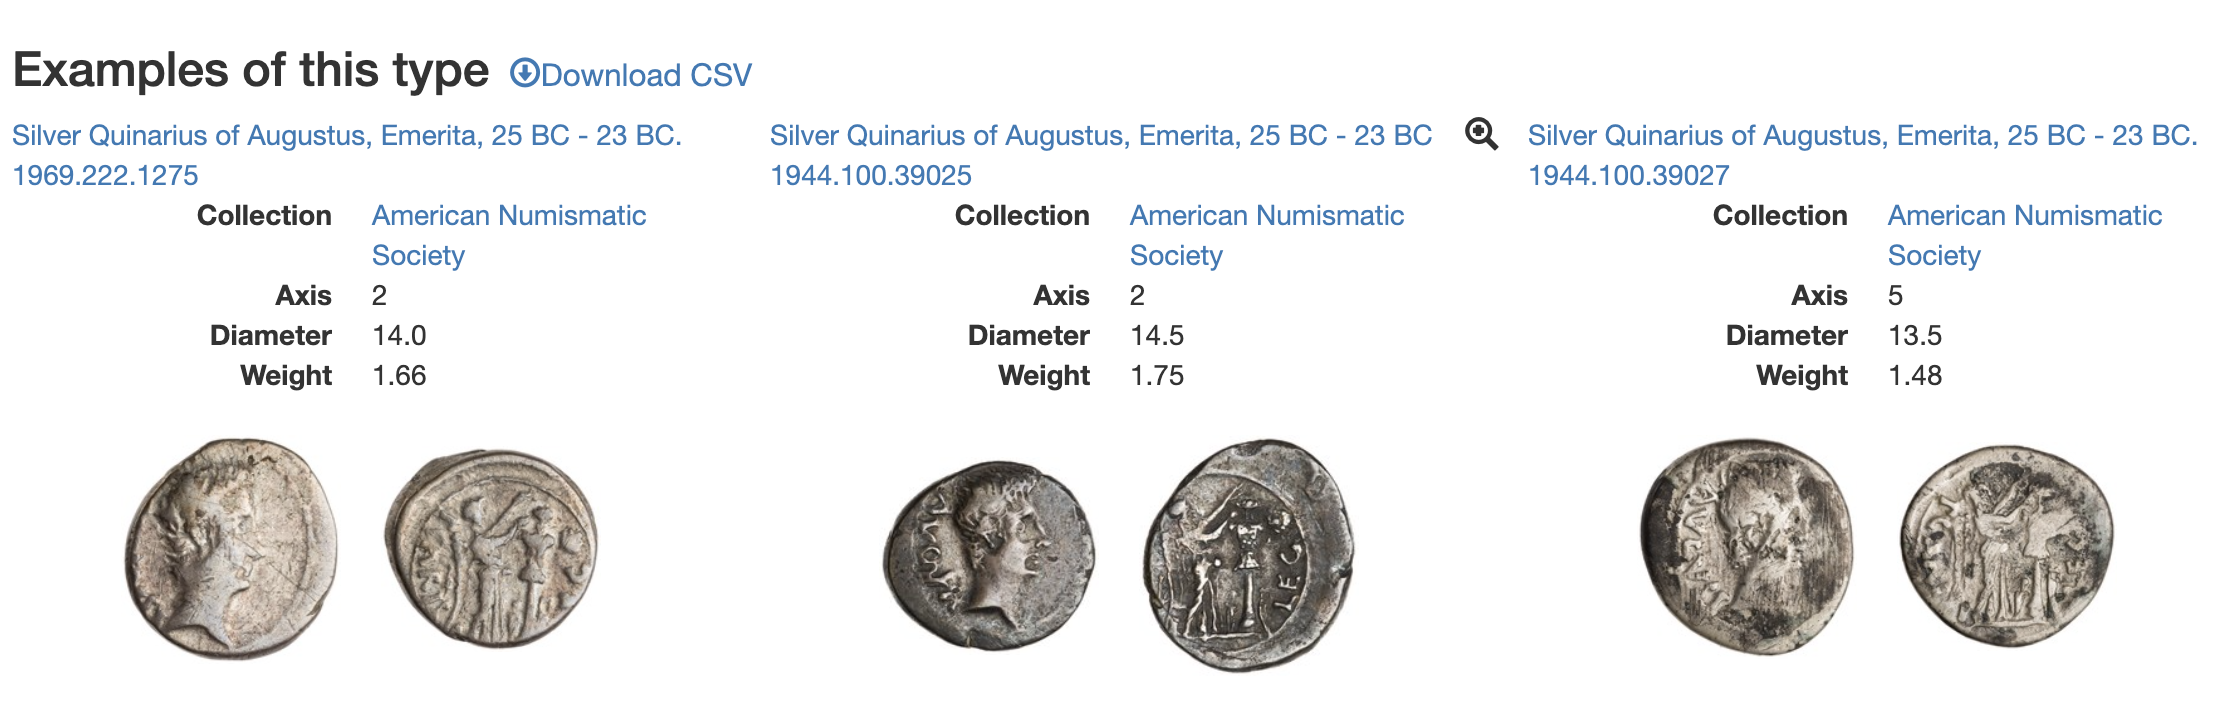 Examples of this type Download CSV
Silver Quinarius of Augustus, Emerita, 25 BC - 23 BC.
1969.222.1275
Collection American Numismatic
Society
Axis 2
Diameter 14.0
Weight 1.66
Silver Quinarius of Augustus, Emerita, 25 BC - 23 BC
1944.100.39025
Collection American Numismatic
Society
Axis 2
Diameter 14.5
Weight 1.75
Silver Quinarius of Augustus, Emerita, 25 BC - 23 BC.
1944.100.39027
Collection American Numismatic
Society
Axis 5
Diameter 13.5
Weight 1.48